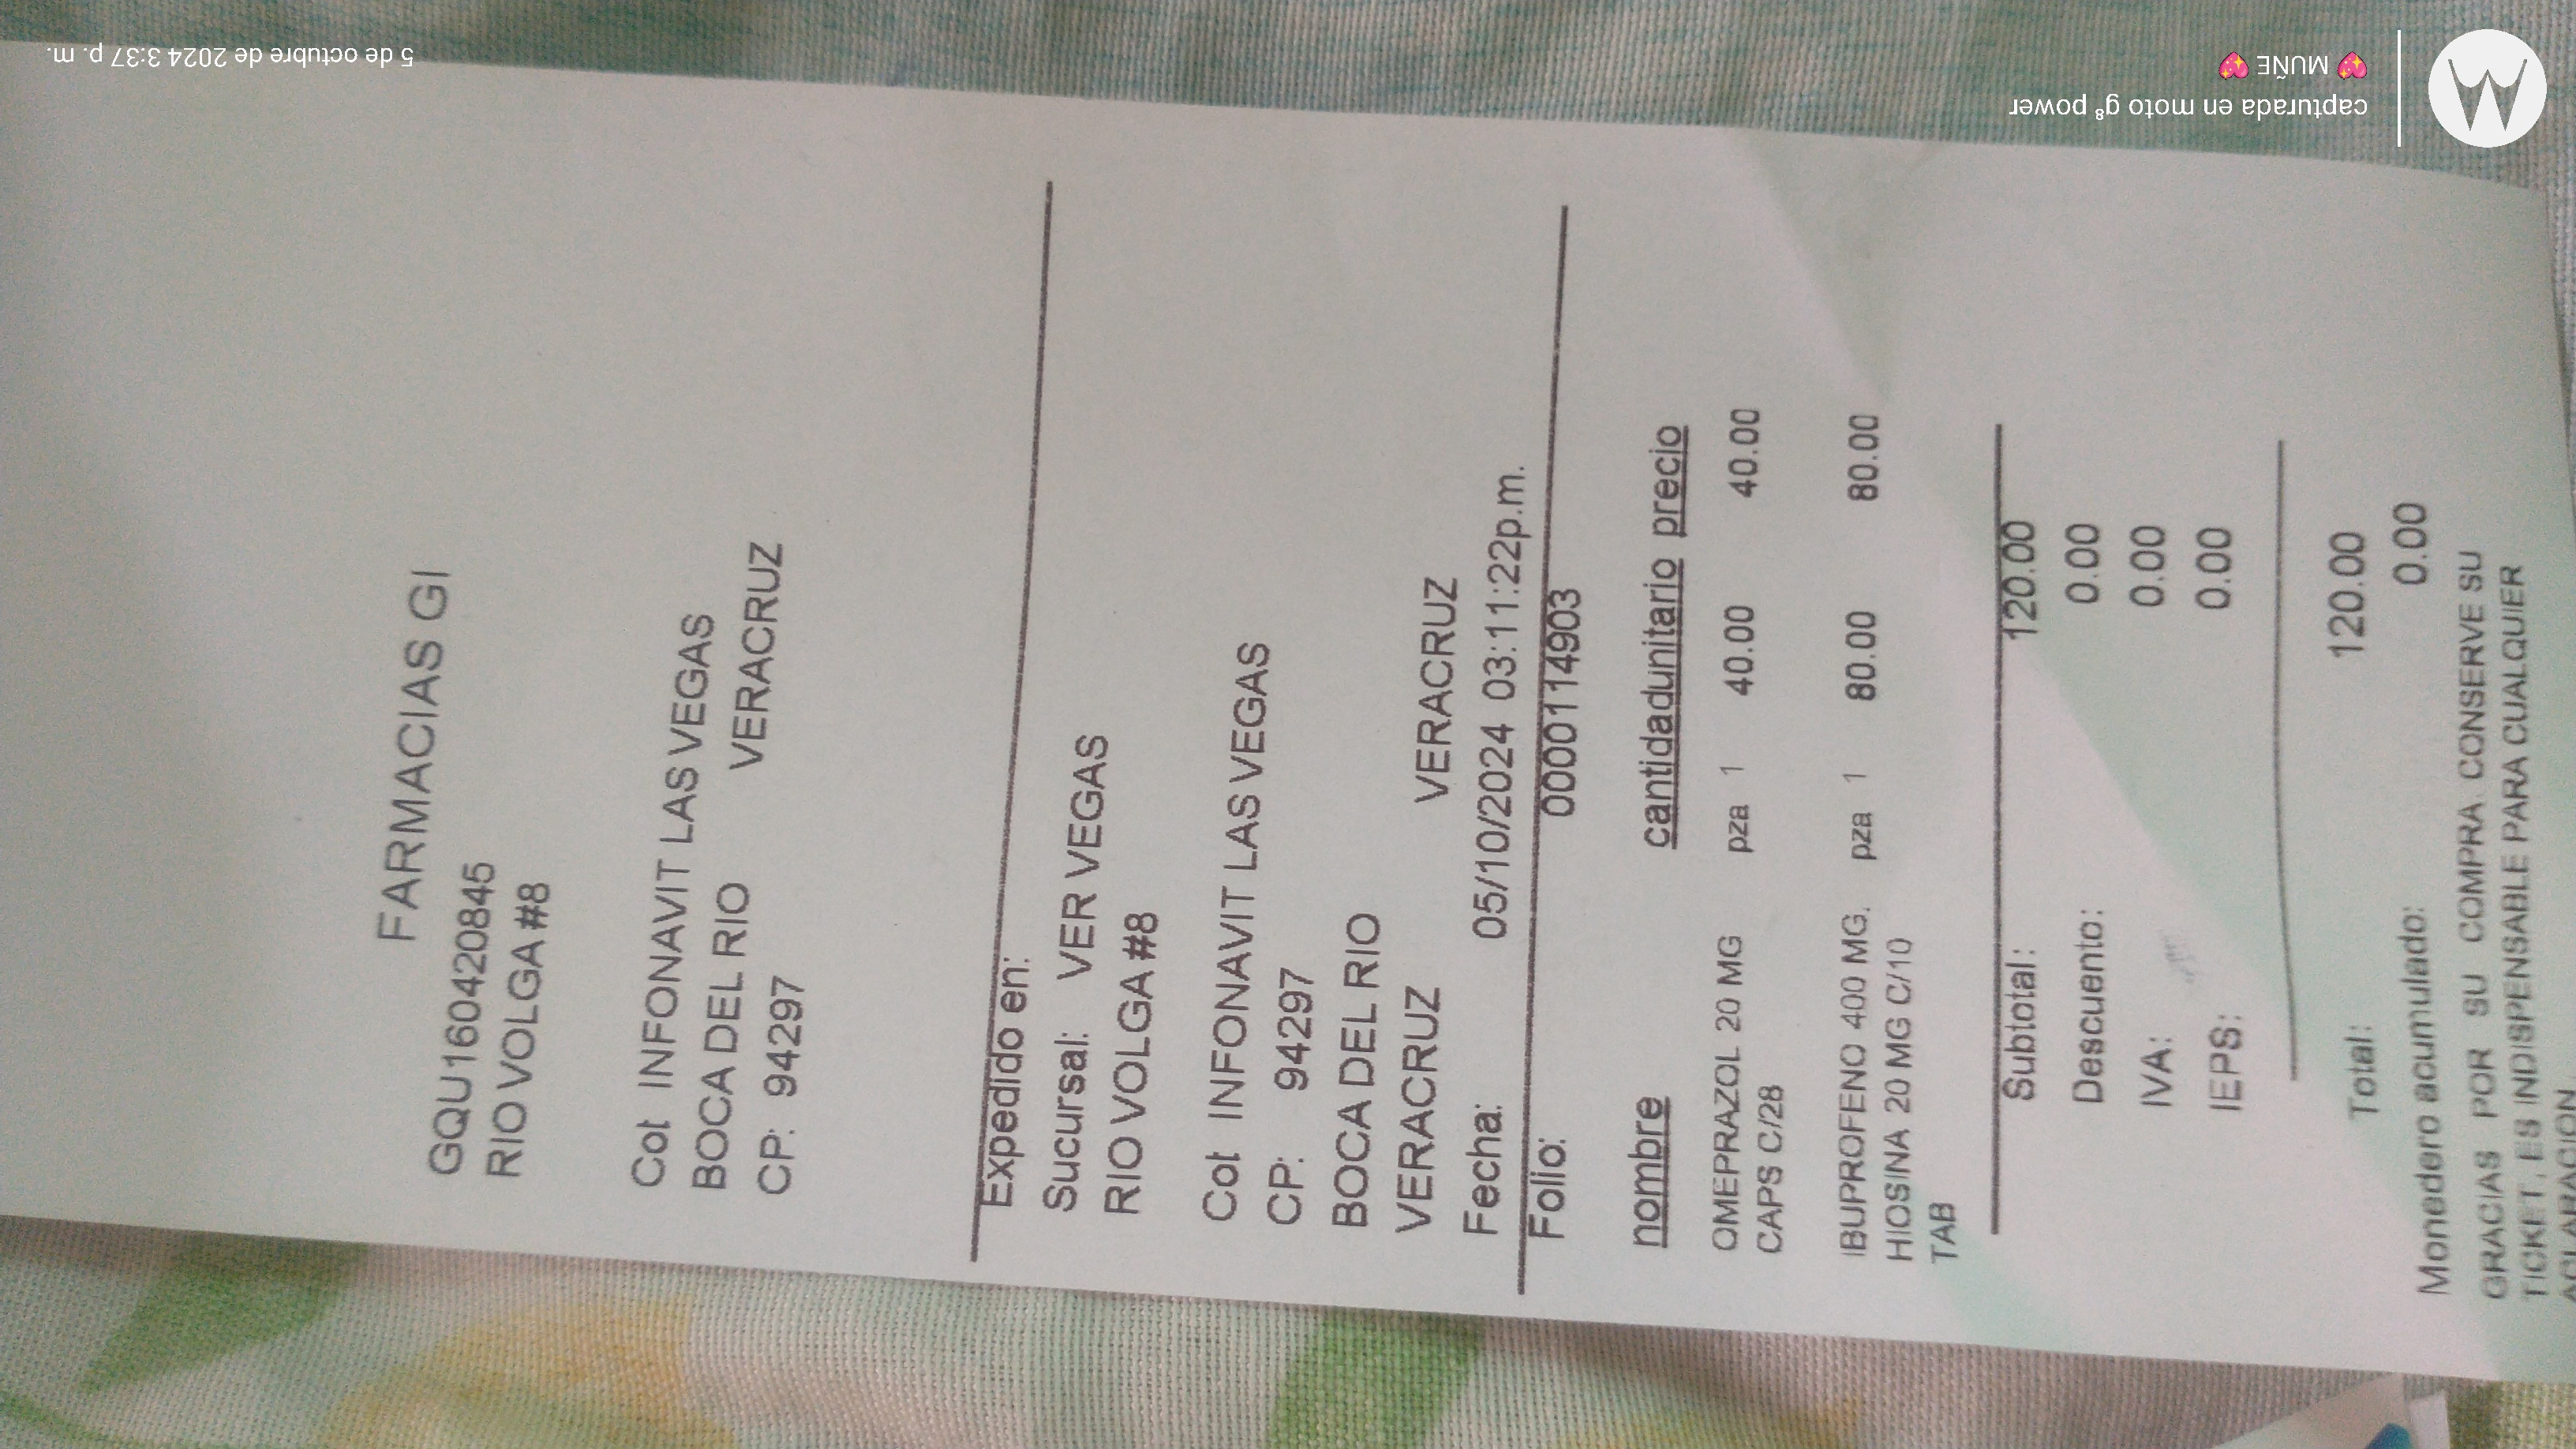 FARMACIAS GI
GQU160420845
RIO VOLGA #8
Col INFONAVIT LAS VEGAS
BOCA DEL RIO VERACRUZ
CP: 94297
Expedido en:
Sucursal: VER VEGAS
RIO VOLGA #8
Col INFONAVIT LAS VEGAS
CP: 94297
BOCA DEL RIO
VERACRUZ VERACRUZ
Fecha: 05/10/2024 03:11:22p.m.
Folio: 0000114903
nombre cantidadunitario precio
OMEPRAZOL 20 MG pza 1 40.00 40.00
CAPS C/28
IBUPROFENO 400 MG. pza 1 80.00 80.00
HIOSINA 20 MG C/10
TAB
Subtotal: 120.00
Descuento: 0.00
IVA: 0.00
IEPS: 0.00
Total: 120.00
Monedero acumulado: 0.00
GRACIAS POR SU COMPRA. CONSERVE SU
TICKET, ES INDISPENSABLE PARA CUALQUIER
ACLARACION
capturada en moto g⁸ power
💖 MUÑE 💖
5 de octubre de 2024 3:37 p. m.